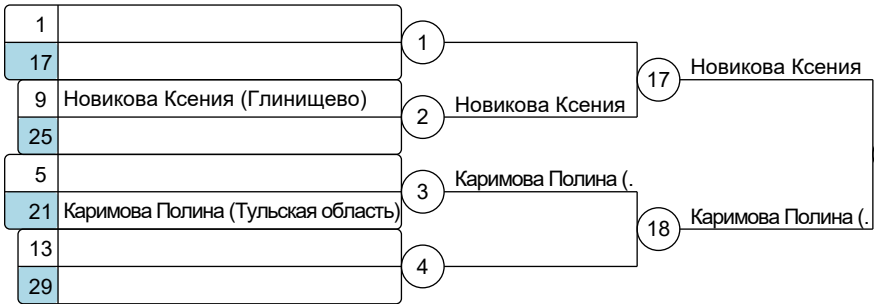 1
17
1
Новикова Ксения
17
9 Новикова Ксения (Глинищево)
2
Новикова Ксения
25
5
3
Каримова Полина (.
21 Каримова Полина (Тульская область)
18
Каримова Полина (.
13
4
29